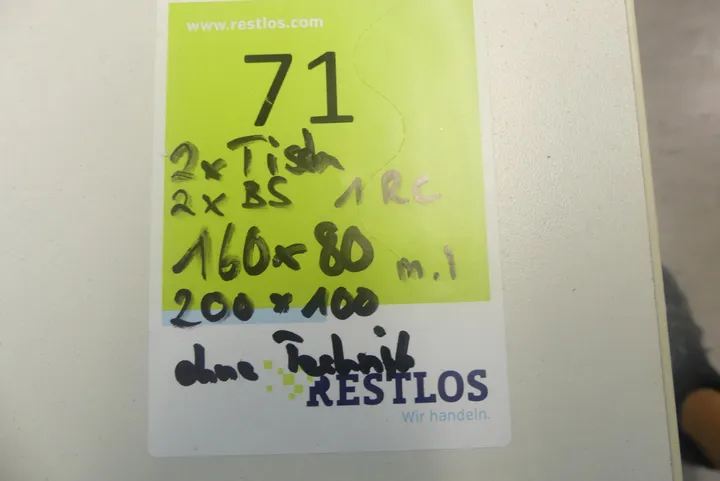 www.restlos.com
71
2x Tisch
2x BS 1 RC
160x80 m.1
200x100
ohne Technik
RESTLOS
Wir handeln.